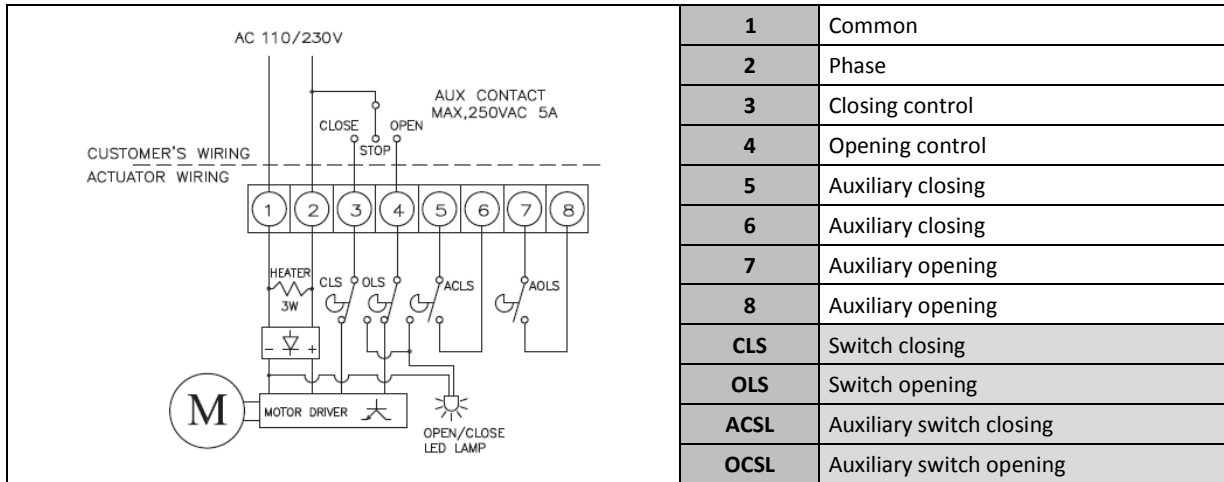 AC 110/230V
AUX CONTACT
MAX,250VAC 5A
CLOSE OPEN
STOP
CUSTOMER'S WIRING
ACTUATOR WIRING
1 2 3 4 5 6 7 8
HEATER
3W
CLS OLS ACLS AOLS
- +
M MOTOR DRIVER
OPEN/CLOSE
LED LAMP
1 Common
2 Phase
3 Closing control
4 Opening control
5 Auxiliary closing
6 Auxiliary closing
7 Auxiliary opening
8 Auxiliary opening
CLS Switch closing
OLS Switch opening
ACSL Auxiliary switch closing
OCSL Auxiliary switch opening